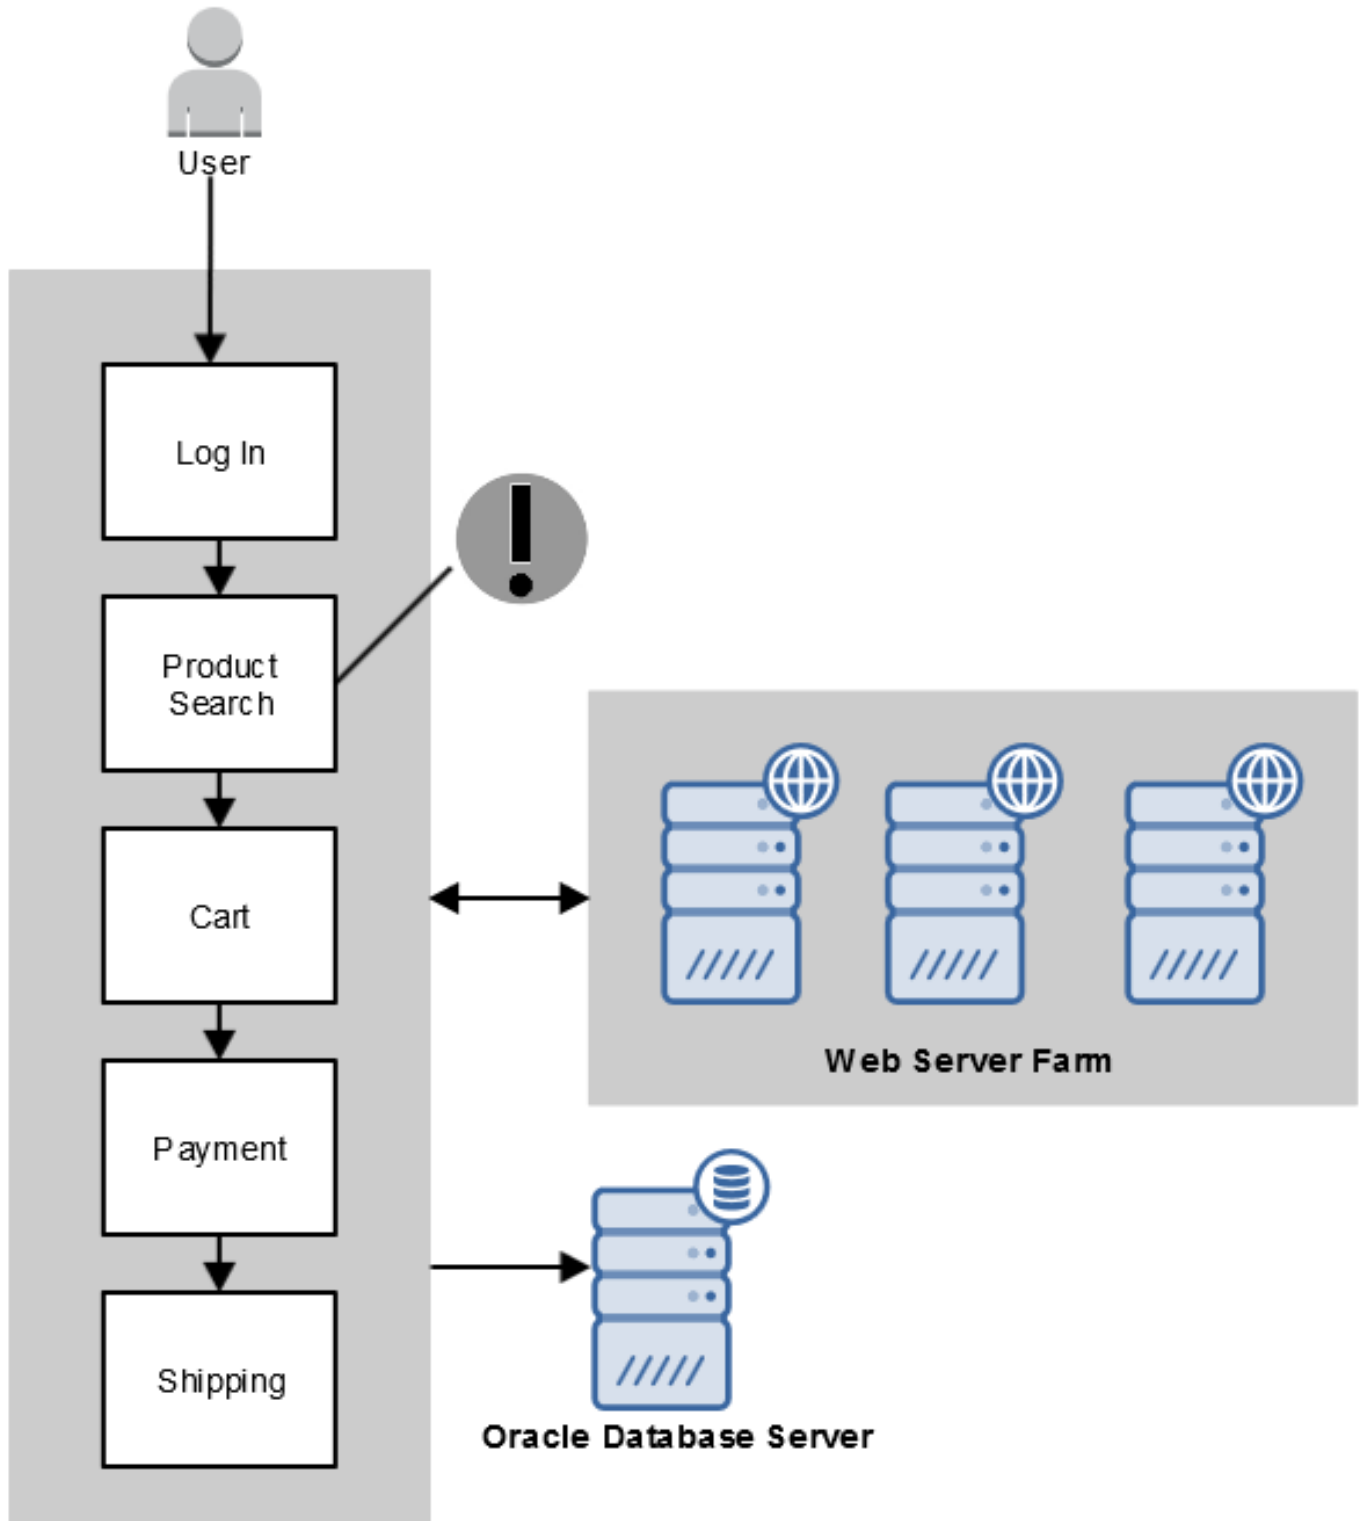 User
Log In
Product
Search
Cart
Web Server Farm
Payment
Shipping
Oracle Database Server